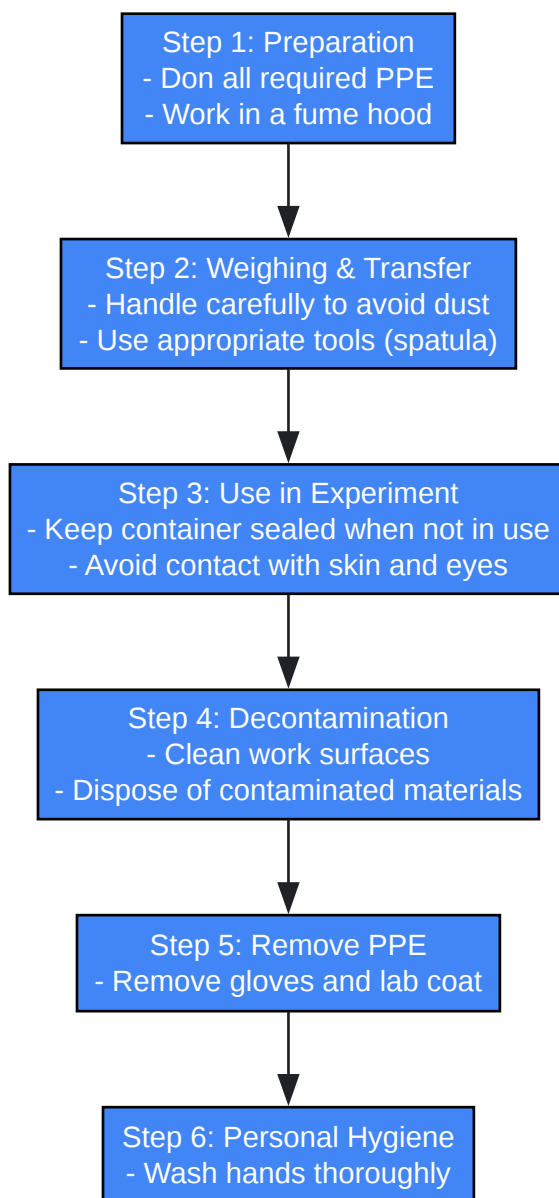 Step 1: Preparation
- Don all required PPE
- Work in a fume hood
Step 2: Weighing & Transfer
- Handle carefully to avoid dust
- Use appropriate tools (spatula)
Step 3: Use in Experiment
- Keep container sealed when not in use
- Avoid contact with skin and eyes
Step 4: Decontamination
- Clean work surfaces
- Dispose of contaminated materials
Step 5: Remove PPE
- Remove gloves and lab coat
Step 6: Personal Hygiene
- Wash hands thoroughly